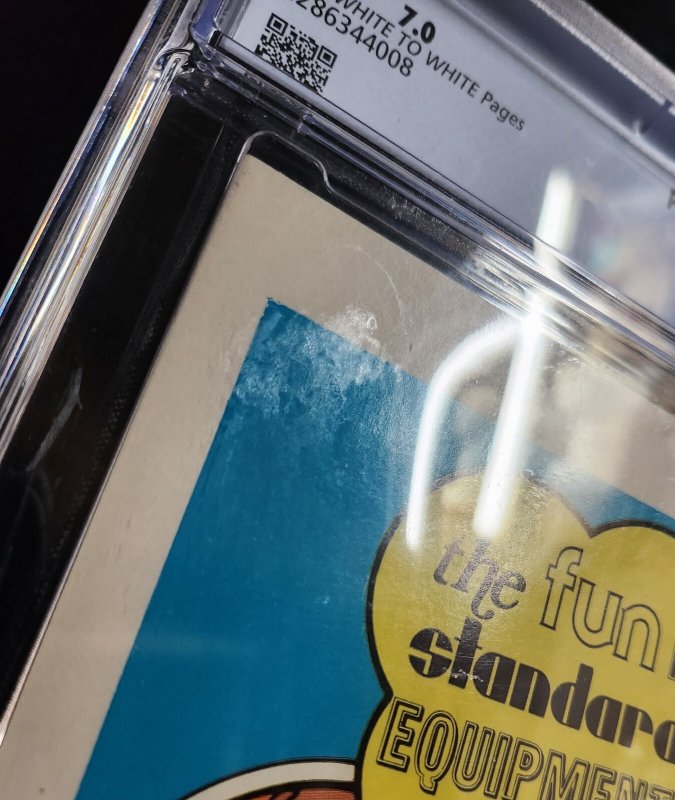 7.0
WHITE TO WHITE Pages
286344008
the fun
standard
EQUIPMENT